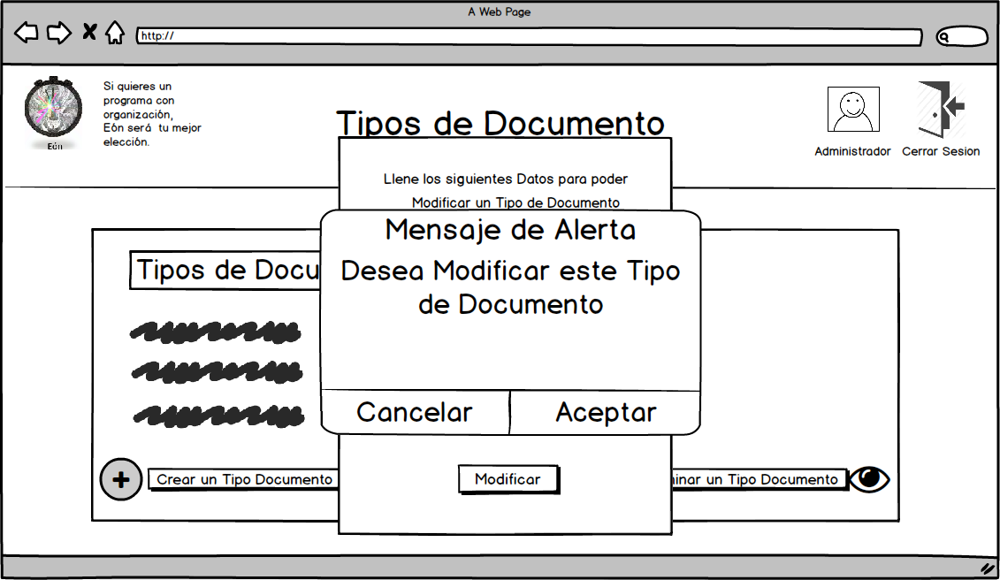 A Web Page
http://
Si quieres un
programa con
organización,
Eón será tu mejor
elección.
Eón
Tipos de Documento
Administrador
Cerrar Sesion
Llene los siguientes Datos para poder
Modificar un Tipo de Documento
Mensaje de Alerta
Desea Modificar este Tipo
de Documento
Cancelar
Aceptar
Tipos de Docu
Crear un Tipo Documento
Modificar
inar un Tipo Documento